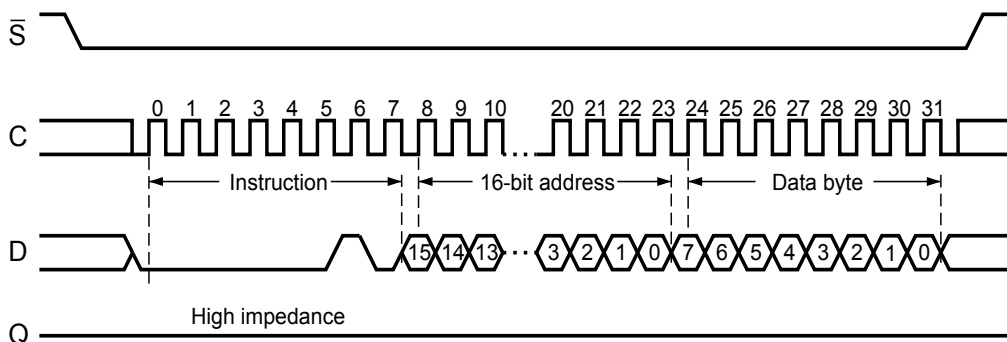 S̅
0 1 2 3 4 5 6 7 8 9 10 20 21 22 23 24 25 26 27 28 29 30 31
C
Instruction 16-bit address Data byte
D 15 14 13 3 2 1 0 7 6 5 4 3 2 1 0
High impedance
Q